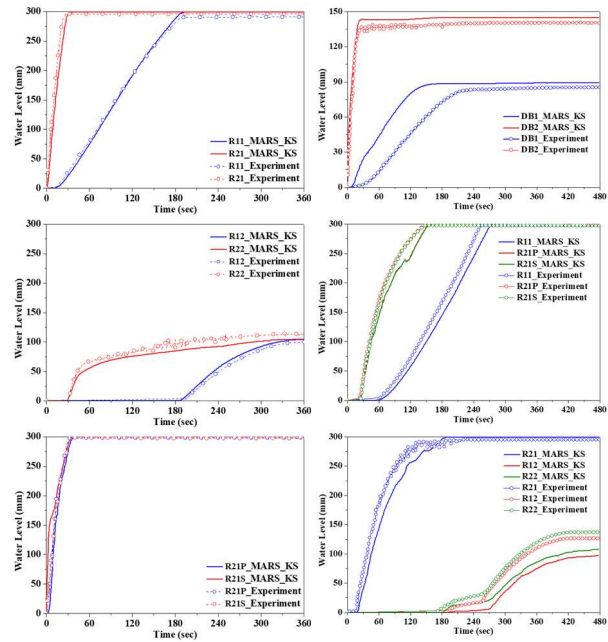 300
250
200
150
100
50
0
Water Level (mm)
R11_MARS_KS
R21_MARS_KS
R11_Experiment
R21_Experiment
0 60 120 180 240 300 360
Time (sec)
150
120
90
60
30
0
Water Level (mm)
DB1_MARS_KS
DB2_MARS_KS
DB1_Experiment
DB2_Experiment
0 60 120 180 240 300 360 420 480
Time (sec)
300
250
200
150
100
50
0
Water Level (mm)
R12_MARS_KS
R22_MARS_KS
R12_Experiment
R22_Experiment
0 60 120 180 240 300 360
Time (sec)
300
250
200
150
100
50
0
Water Level (mm)
R11_MARS_KS
R21P_MARS_KS
R21S_MARS_KS
R11_Experiment
R21P_Experiment
R21S_Experiment
0 60 120 180 240 300 360 420 480
Time (sec)
300
250
200
150
100
50
0
Water Level (mm)
R21P_MARS_KS
R21S_MARS_KS
R21P_Experiment
R21S_Experiment
0 60 120 180 240 300 360
Time (sec)
300
250
200
150
100
50
0
Water Level (mm)
R21_MARS_KS
R12_MARS_KS
R22_MARS_KS
R21_Experiment
R12_Experiment
R22_Experiment
0 60 120 180 240 300 360 420 480
Time (sec)